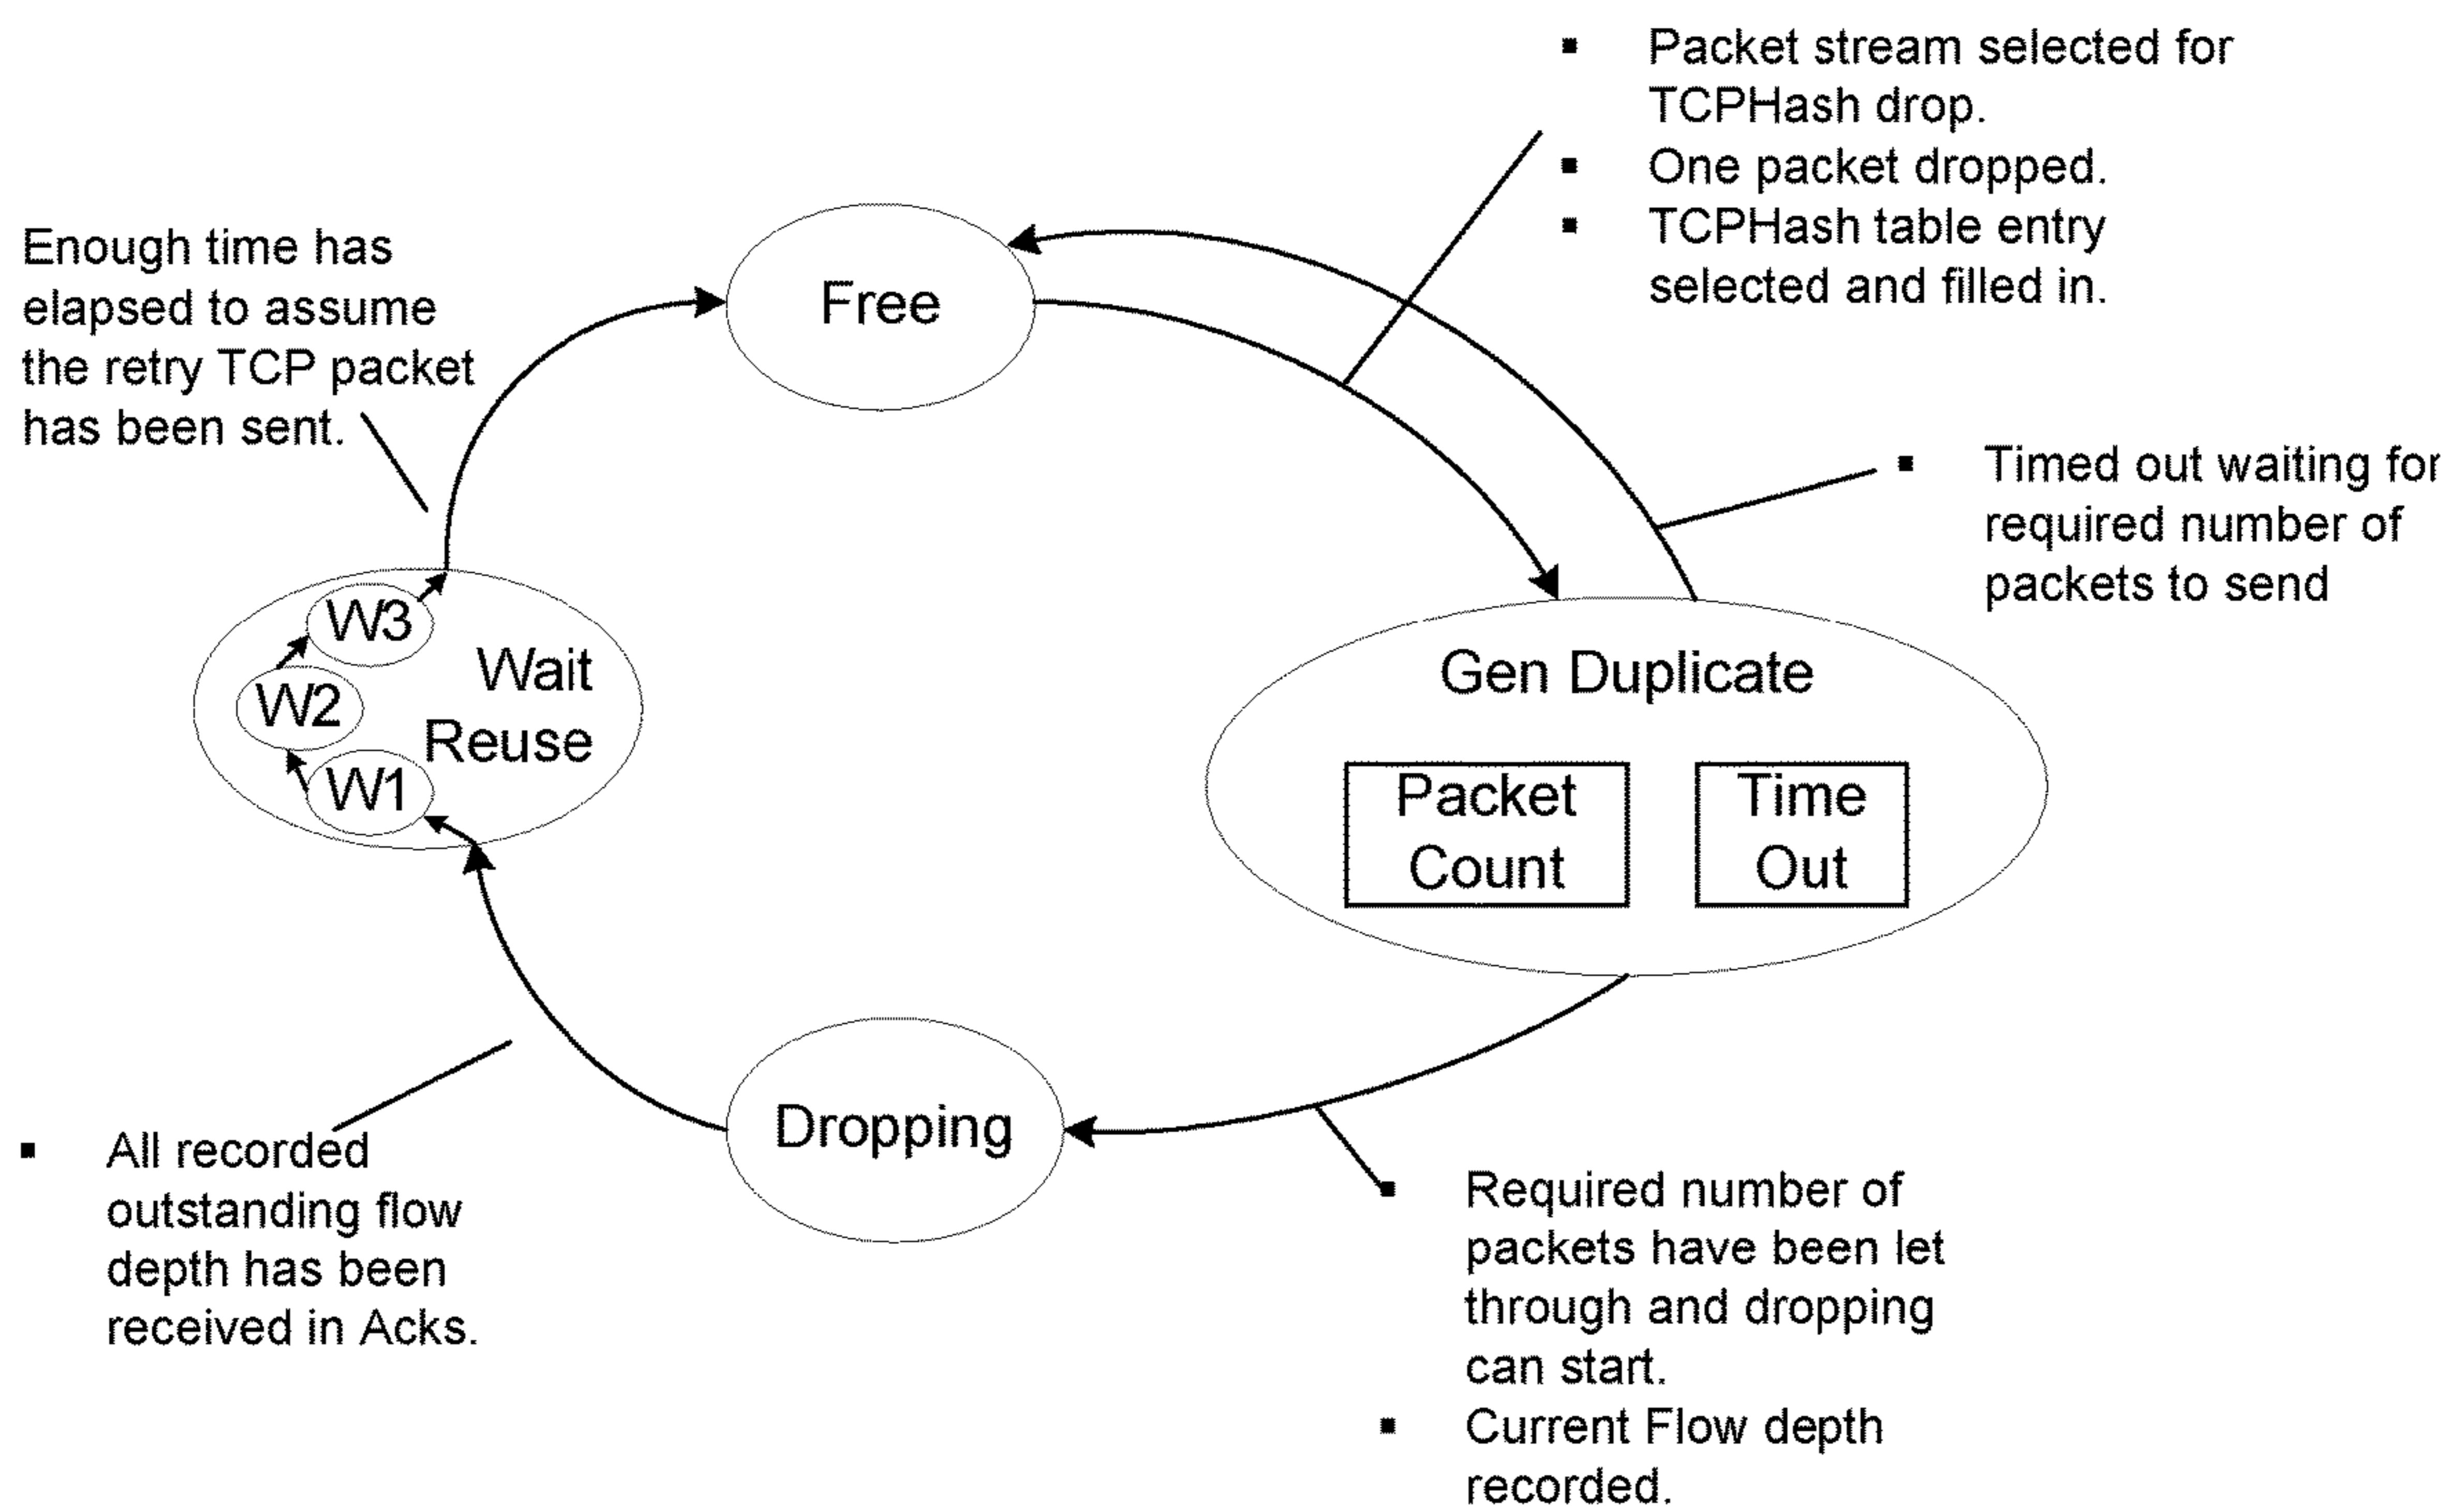 ▪ Packet stream selected for
TCPHash drop.
▪ One packet dropped.
▪ TCPHash table entry
selected and filled in.
Enough time has
elapsed to assume
the retry TCP packet
has been sent.
Free
▪ Timed out waiting for
required number of
packets to send
W3
W2
W1
Wait
Reuse
Gen Duplicate
Packet
Count
Time
Out
Dropping
▪ All recorded
outstanding flow
depth has been
received in Acks.
▪ Required number of
packets have been let
through and dropping
can start.
▪ Current Flow depth
recorded.